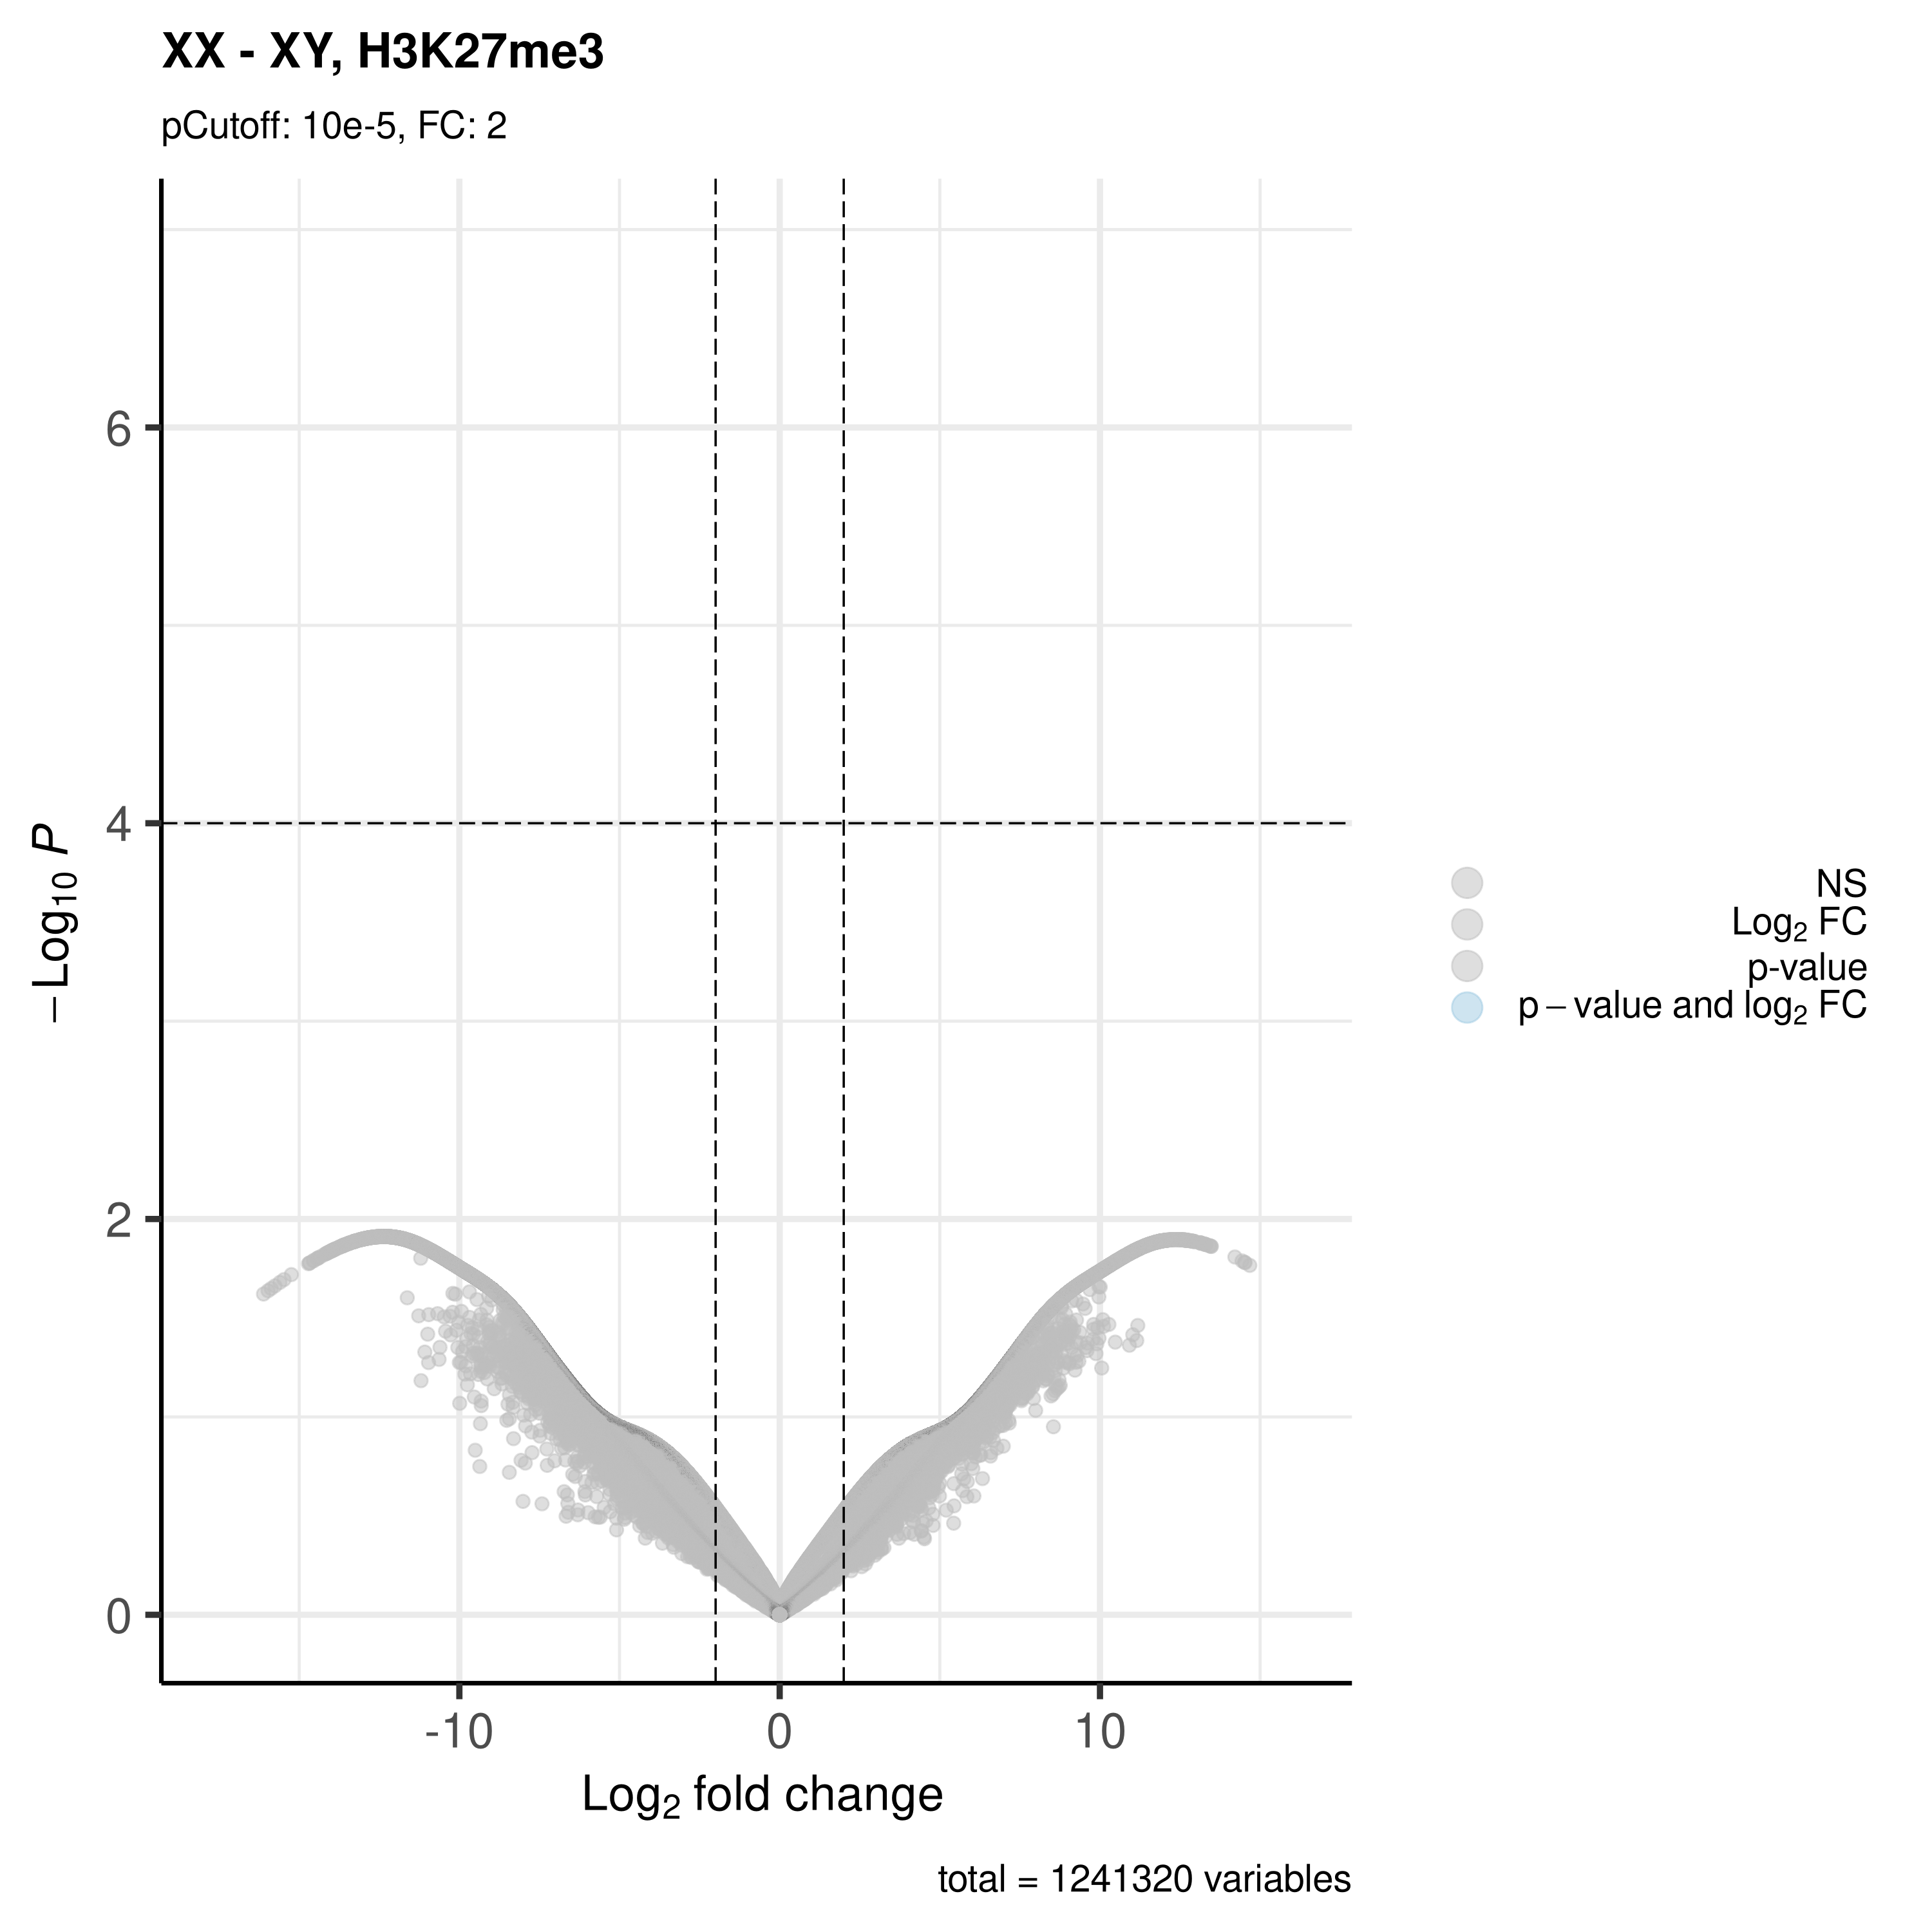 XX - XY, H3K27me3
pCutoff: 10e-5, FC: 2
−Log10 P
6
4
2
0
-10 0 10
Log2 fold change
NS
Log2 FC
p-value
p − value and log2 FC
total = 1241320 variables